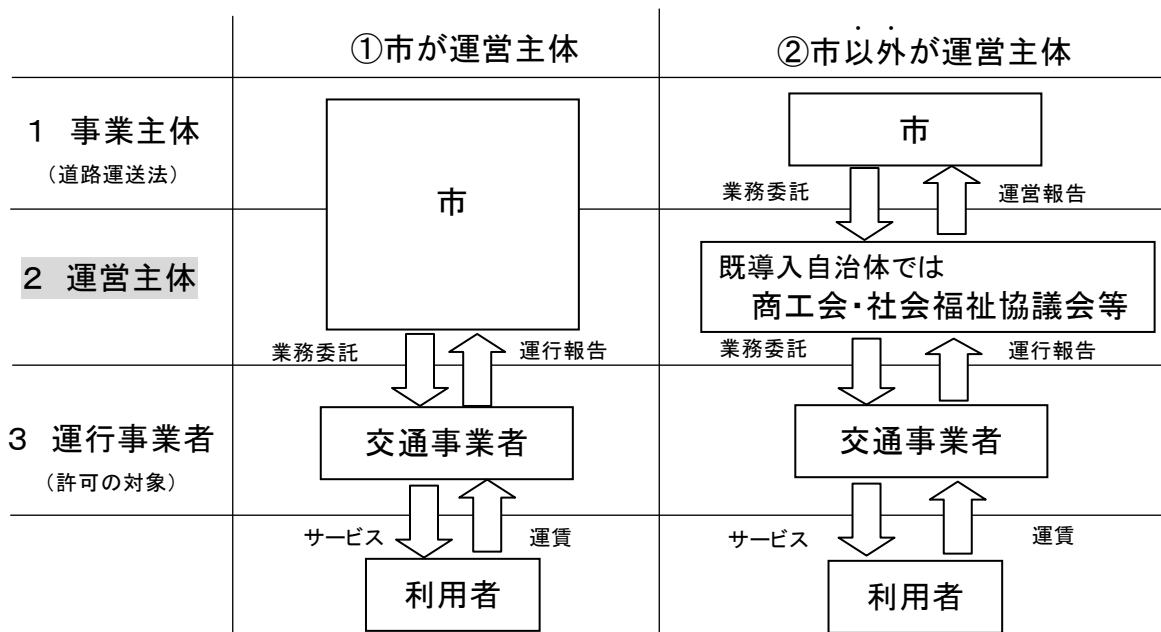 ①市が運営主体
②市以外が運営主体
1 事業主体
（道路運送法）
市
市
業務委託
運営報告
2 運営主体
既導入自治体では
商工会・社会福祉協議会等
業務委託
運行報告
業務委託
運行報告
3 運行事業者
（許可の対象）
交通事業者
交通事業者
サービス
運賃
サービス
運賃
利用者
利用者